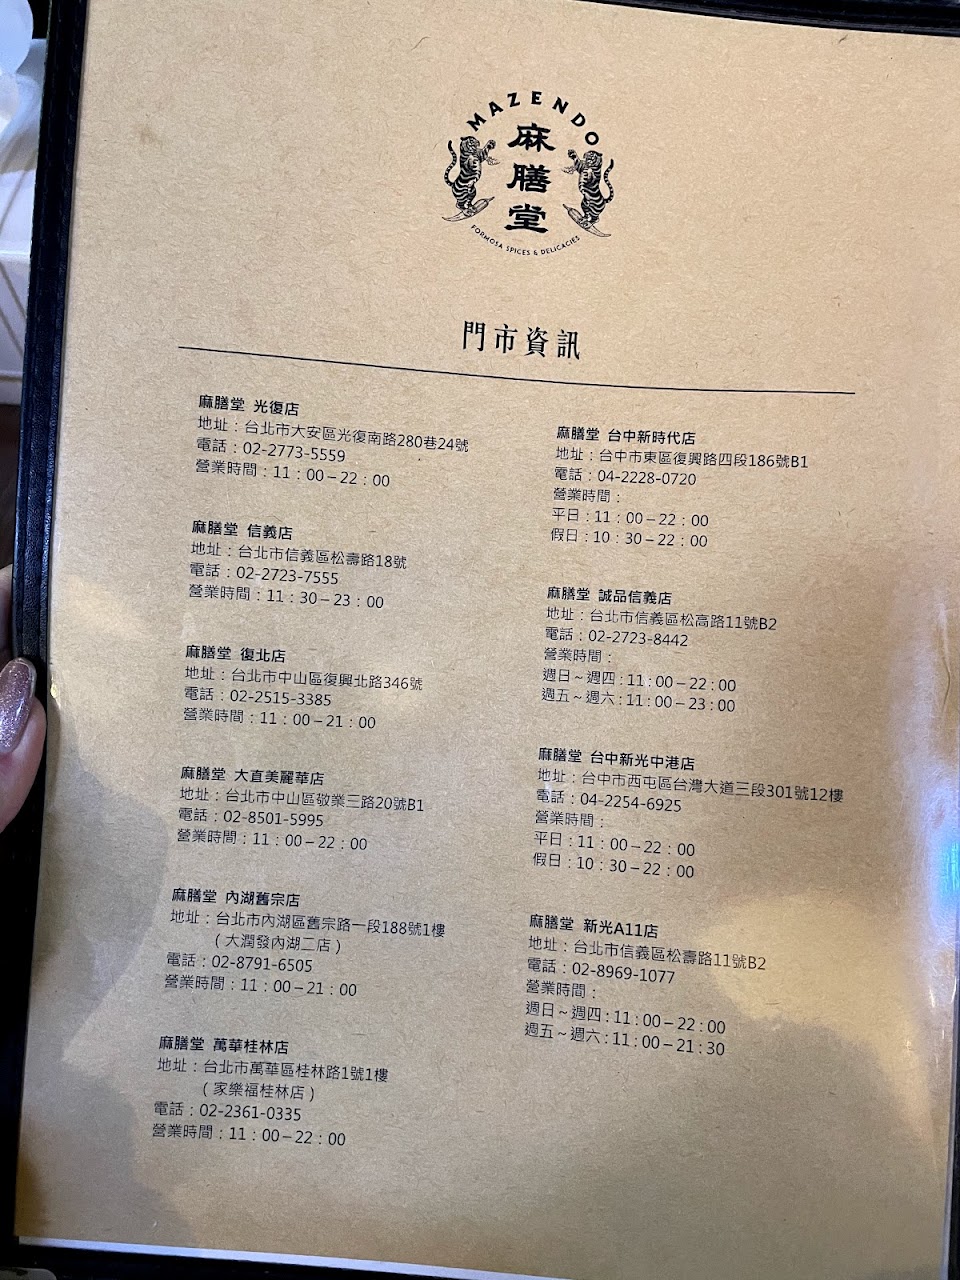 MAZENDO
麻膳堂
FORMOSA SPICES & DELICACIES
門市資訊
麻膳堂 光復店
地址：台北市大安區光復南路280巷24號
電話：02-2773-5559
營業時間：11：00－22：00
麻膳堂 信義店
地址：台北市信義區松壽路18號
電話：02-2723-7555
營業時間：11：30－23：00
麻膳堂 復北店
地址：台北市中山區復興北路346號
電話：02-2515-3385
營業時間：11：00－21：00
麻膳堂 大直美麗華店
地址：台北市中山區敬業三路20號B1
電話：02-8501-5995
營業時間：11：00－22：00
麻膳堂 內湖舊宗店
地址：台北市內湖區舊宗路一段188號1樓
（大潤發內湖二店）
電話：02-8791-6505
營業時間：11：00－21：00
麻膳堂 萬華桂林店
地址：台北市萬華區桂林路1號1樓
（家樂福桂林店）
電話：02-2361-0335
營業時間：11：00－22：00
麻膳堂 台中新時代店
地址：台中市東區復興路四段186號B1
電話：04-2228-0720
營業時間：
平日：11：00－22：00
假日：10：30－22：00
麻膳堂 誠品信義店
地址：台北市信義區松高路11號B2
電話：02-2723-8442
營業時間：
週日～週四：11：00－22：00
週五～週六：11：00－23：00
麻膳堂 台中新光中港店
地址：台中市西屯區台灣大道三段301號12樓
電話：04-2254-6925
營業時間：
平日：11：00－22：00
假日：10：30－22：00
麻膳堂 新光A11店
地址：台北市信義區松壽路11號B2
電話：02-8969-1077
營業時間：
週日～週四：11：00－22：00
週五～週六：11：00－21：30